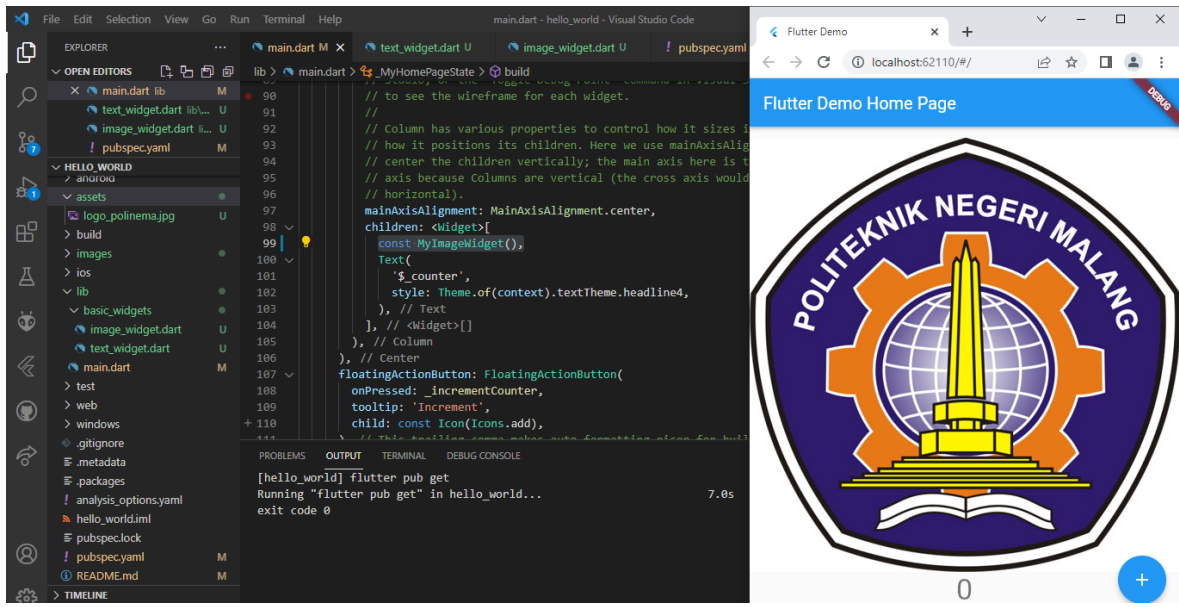 File Edit Selection View Go Run Terminal Help
main.dart - hello_world - Visual Studio Code
EXPLORER
OPEN EDITORS
main.dart lib M
text_widget.dart lib\... U
image_widget.dart li... U
pubspec.yaml M
HELLO_WORLD
android
assets
logo_polinema.jpg U
build
images
ios
lib
basic_widgets
image_widget.dart U
text_widget.dart U
main.dart M
test
web
windows
.gitignore
.metadata
.packages
analysis_options.yaml
hello_world.iml
pubspec.lock
pubspec.yaml M
README.md M
TIMELINE
7
1
main.dart M text_widget.dart U image_widget.dart U pubspec.yaml
lib > main.dart > _MyHomePageState > build
90 // to see the wireframe for each widget.
91 //
92 // Column has various properties to control how it sizes i
93 // how it positions its children. Here we use mainAxisAlig
94 // center the children vertically; the main axis here is t
95 // axis because Columns are vertical (the cross axis would
96 // horizontal).
97 mainAxisAlignment: MainAxisAlignment.center,
98 children: <Widget>[
99 const MyImageWidget(),
100 Text(
101 '$_counter',
102 style: Theme.of(context).textTheme.headline4,
103 ), // Text
104 ], // <Widget>[]
105 ), // Column
106 ), // Center
107 floatingActionButton: FloatingActionButton(
108 onPressed: _incrementCounter,
109 tooltip: 'Increment',
110 child: const Icon(Icons.add),
PROBLEMS OUTPUT TERMINAL DEBUG CONSOLE
[hello_world] flutter pub get
Running "flutter pub get" in hello_world... 7.0s
exit code 0
Flutter Demo
localhost:62110/#/
Flutter Demo Home Page
DEBUG
POLITEKNIK NEGERI MALANG
0